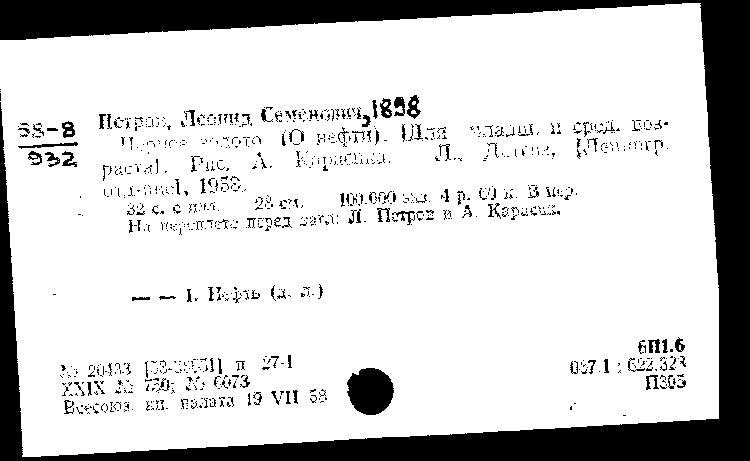 58-8
932
Петров, Леонид Семенович, 1898
Черное золото (О нефти). [Для младш. и сред. воз-
раста]. Рис. А. Карасика. Л., Детгиз, [Ленингр.
отд-ние], 1958.
32 с. с илл. 28 см. 100.000 экз. 4 р. 60 к. В пер.
На переплете перед загл: Л. Петров и А. Карасик.
— — 1. Нефть (д. л.)
6П1.6
№ 20433 п 27-1
087.1 : 622.323
XXIX № 750; № 6073
П305
Всесоюз. кн. палата 19 VII 58